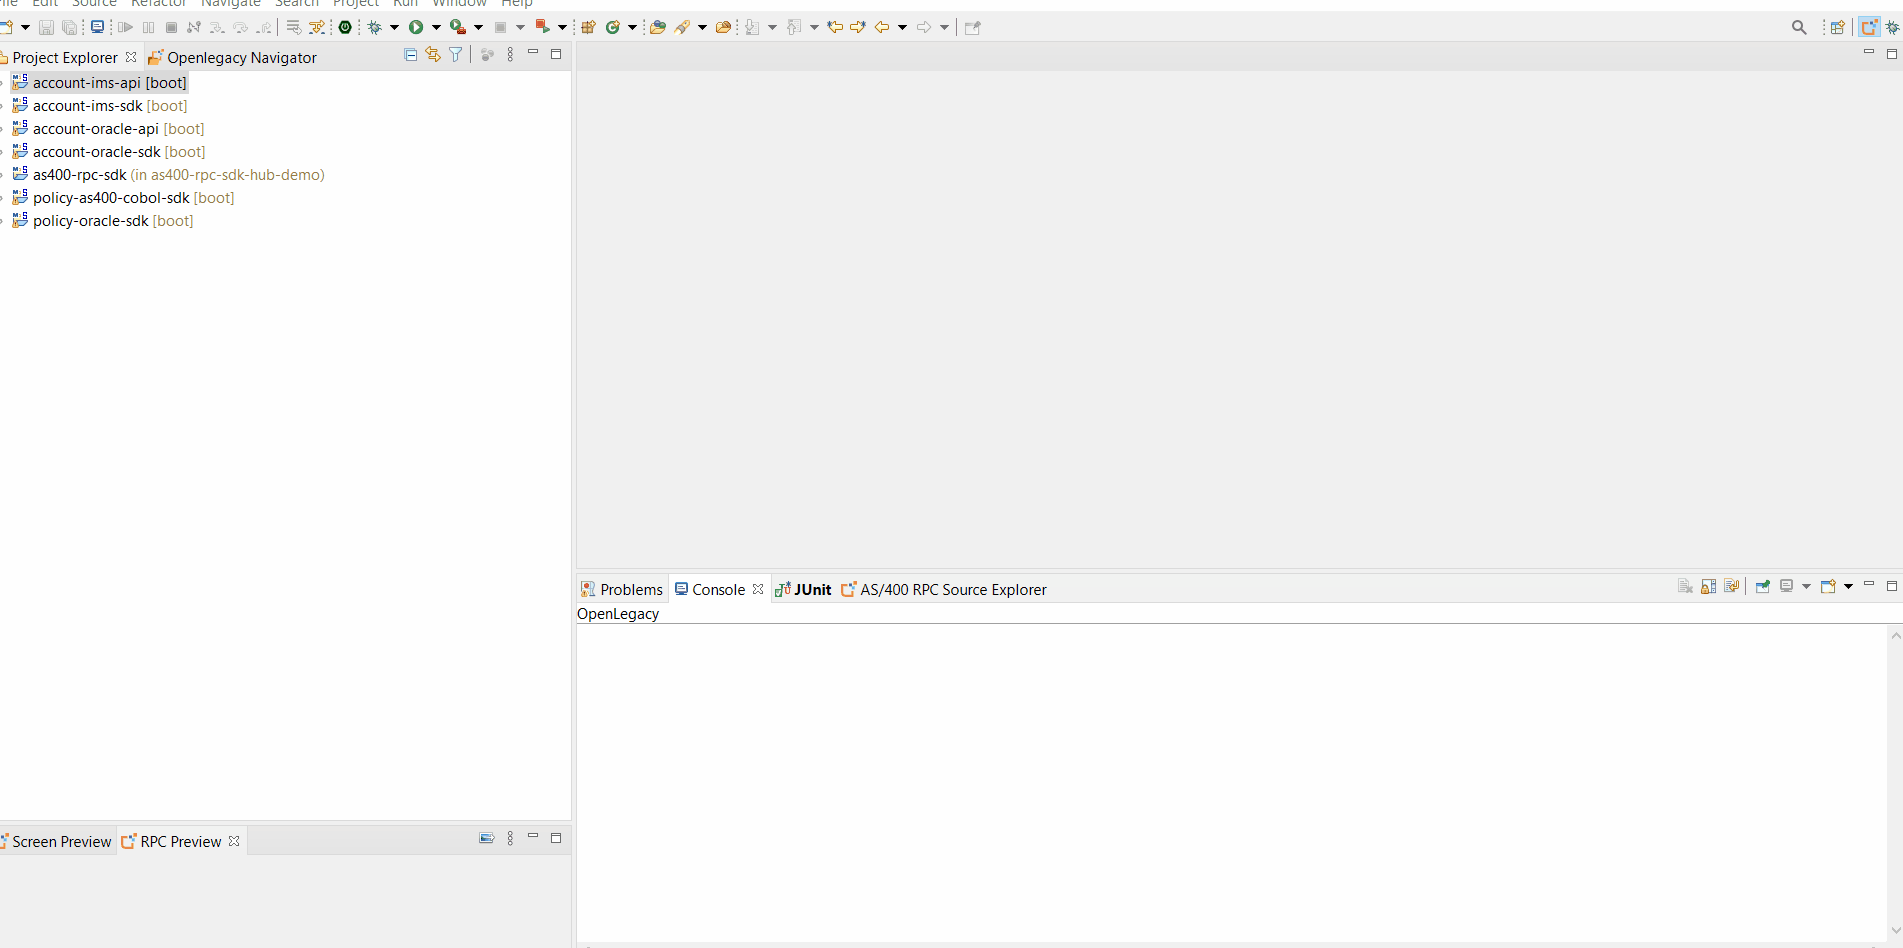 File Edit Source Refactor Navigate Search Project Run Window Help
Project Explorer Openlegacy Navigator
account-ims-api [boot]
account-ims-sdk [boot]
account-oracle-api [boot]
account-oracle-sdk [boot]
as400-rpc-sdk (in as400-rpc-sdk-hub-demo)
policy-as400-cobol-sdk [boot]
policy-oracle-sdk [boot]
Problems Console JUnit AS/400 RPC Source Explorer
OpenLegacy
Screen Preview RPC Preview